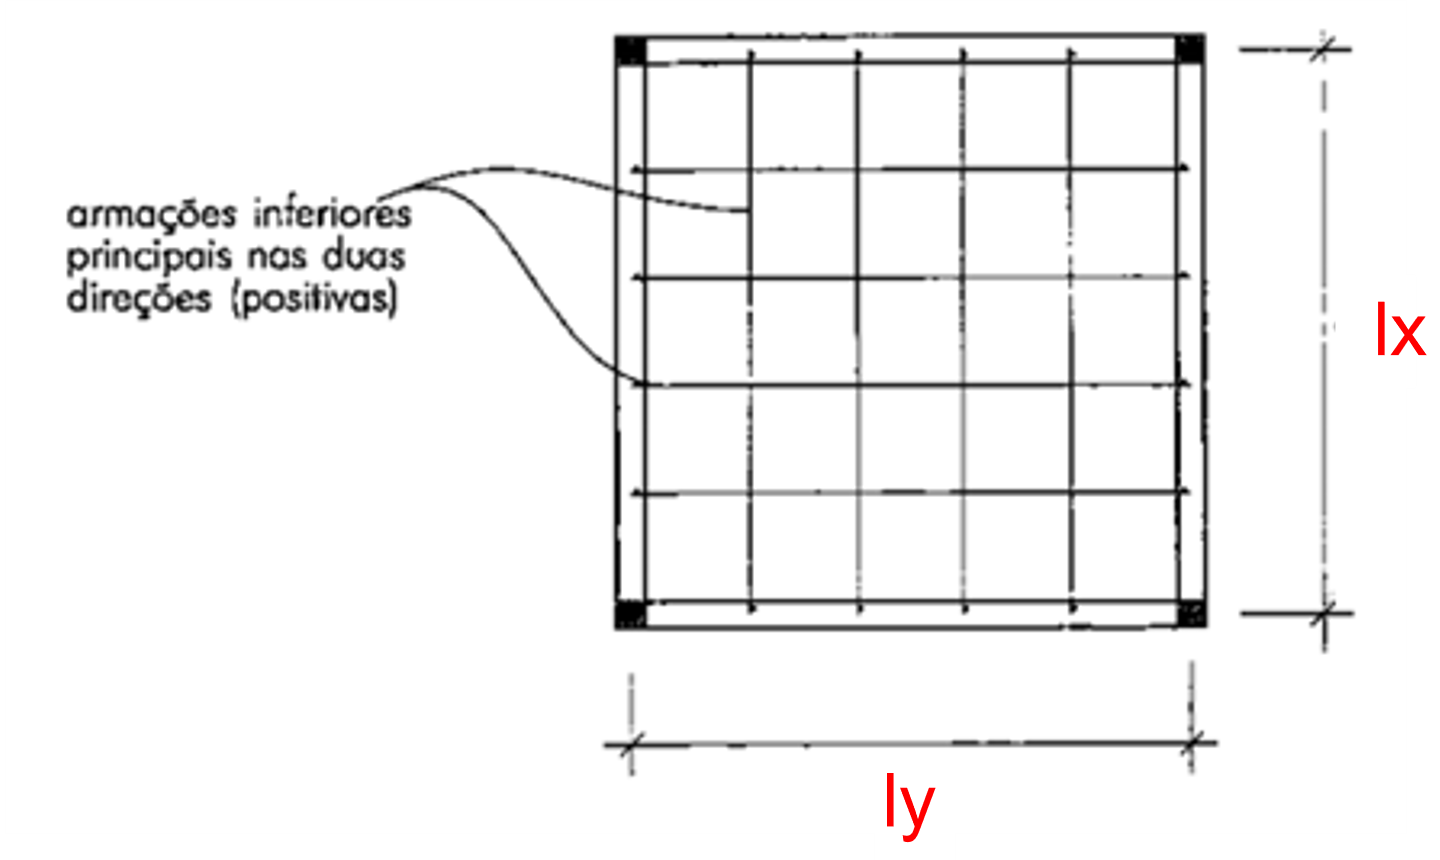 armações inferiores
principais nas duas
direções (positivas)
lx
ly